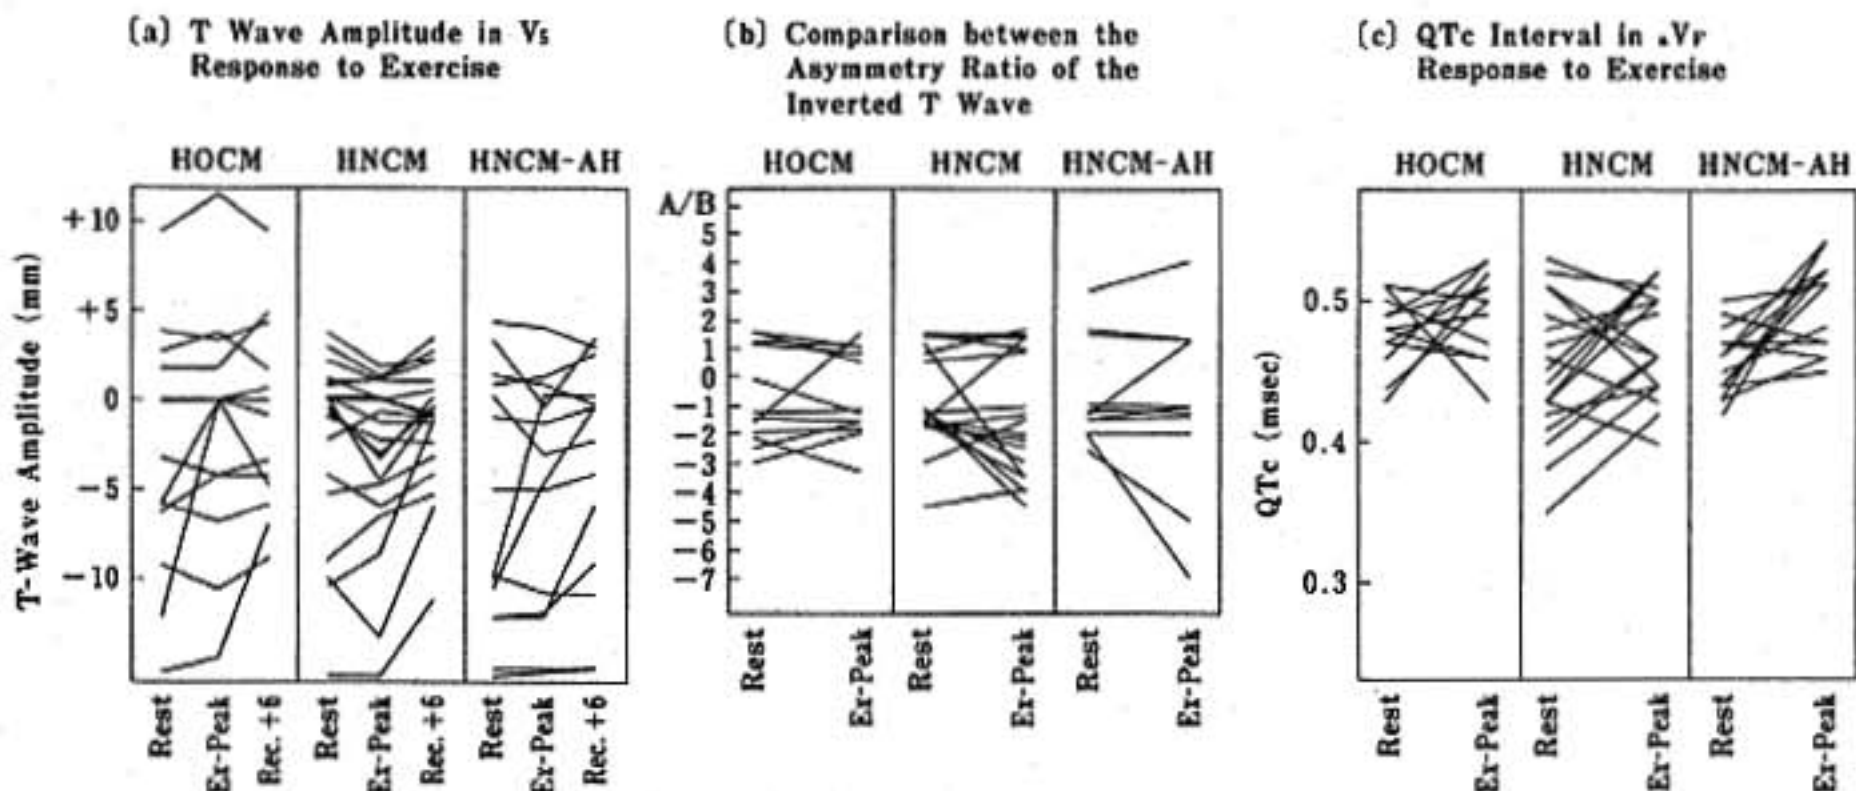 (a) T Wave Amplitude in V5
Response to Exercise
HOCM HNCM HNCM-AH
T-Wave Amplitude (mm)
+10
+5
0
−5
−10
Rest Ex-Peak Rec.+6 Rest Ex-Peak Rec.+6 Rest Ex-Peak Rec.+6
(b) Comparison between the
Asymmetry Ratio of the
Inverted T Wave
HOCM HNCM HNCM-AH
A/B
5
4
3
2
1
0
−1
−2
−3
−4
−5
−6
−7
Rest Ex-Peak Rest Ex-Peak Rest Ex-Peak
(c) QTc Interval in aVF
Response to Exercise
HOCM HNCM HNCM-AH
QTc (msec)
0.5
0.4
0.3
Rest Ex-Peak Rest Ex-Peak Rest Ex-Peak